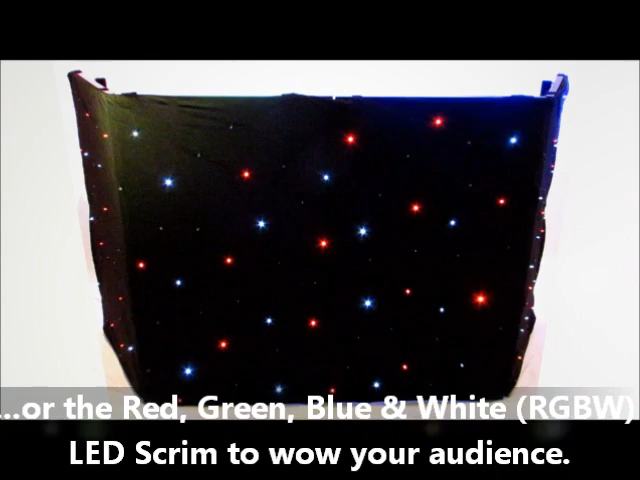 ...or the Red, Green, Blue & White (RGBW)
LED Scrim to wow your audience.